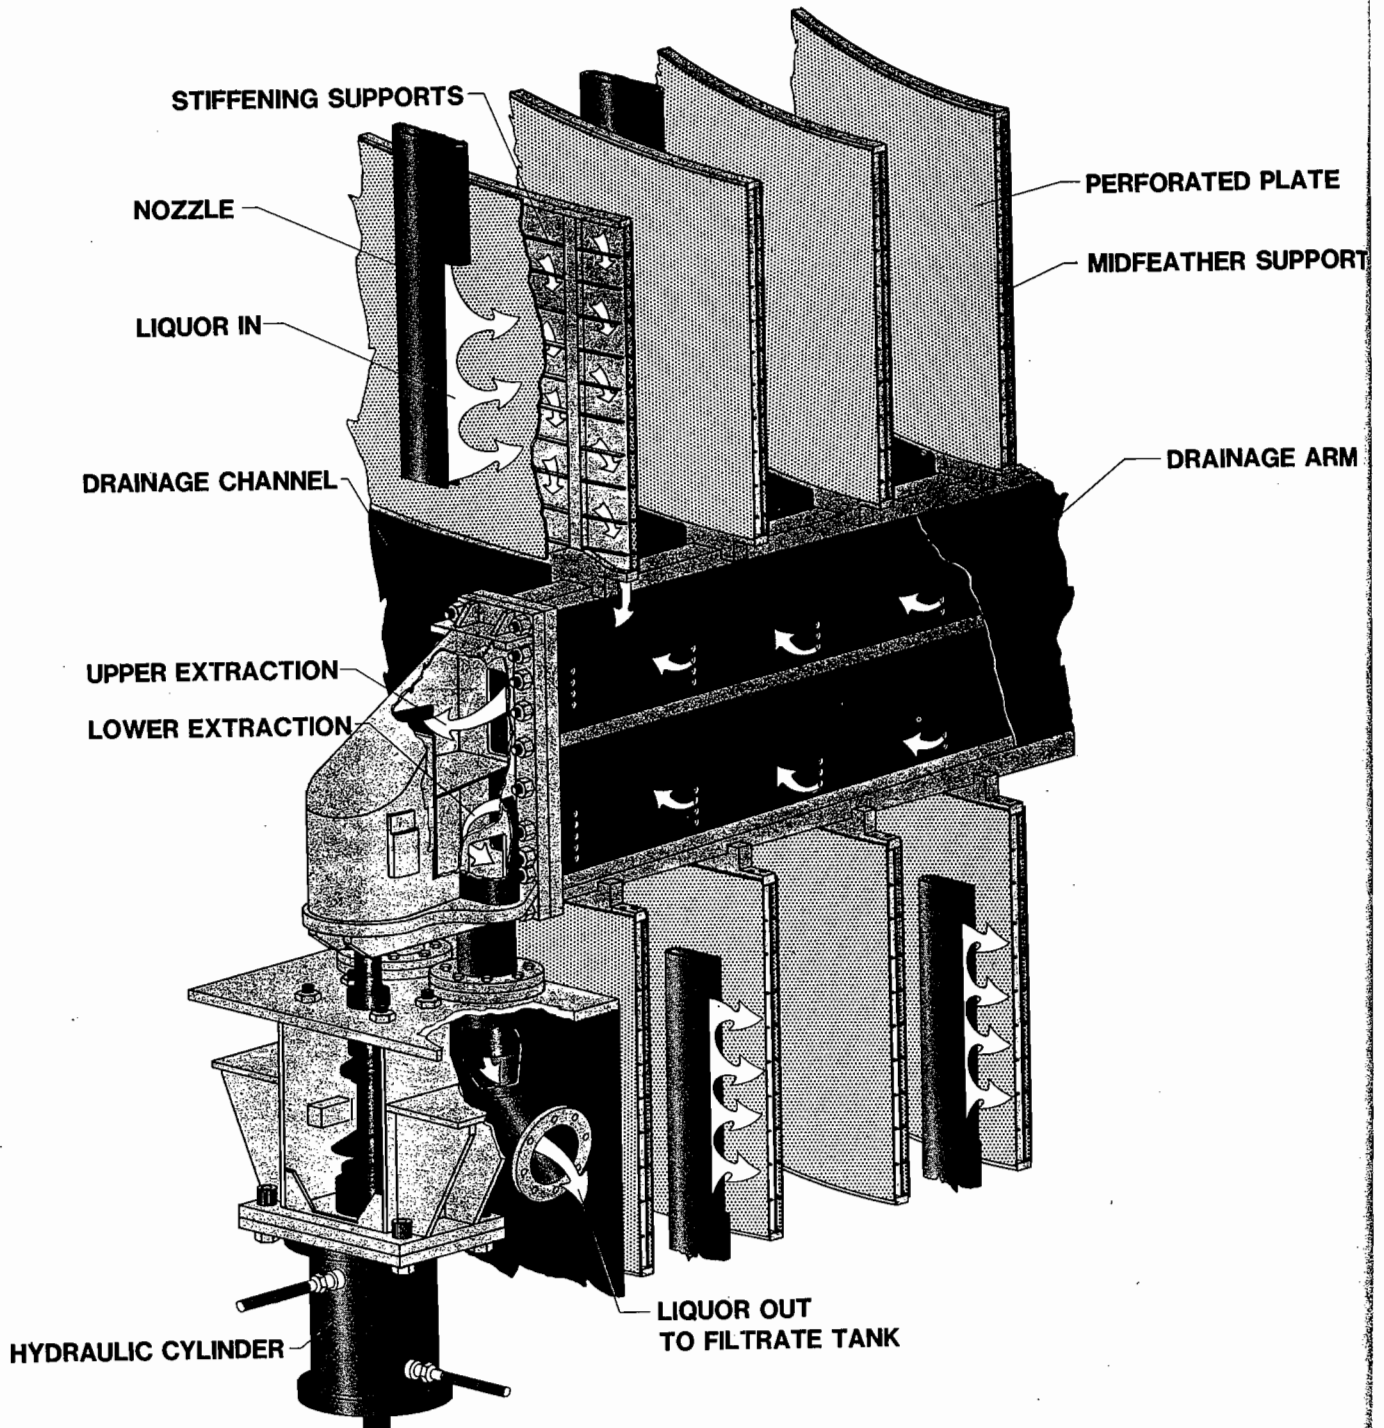 STIFFENING SUPPORTS
NOZZLE
PERFORATED PLATE
MIDFEATHER SUPPORT
LIQUOR IN
DRAINAGE ARM
DRAINAGE CHANNEL
UPPER EXTRACTION
LOWER EXTRACTION
LIQUOR OUT
TO FILTRATE TANK
HYDRAULIC CYLINDER